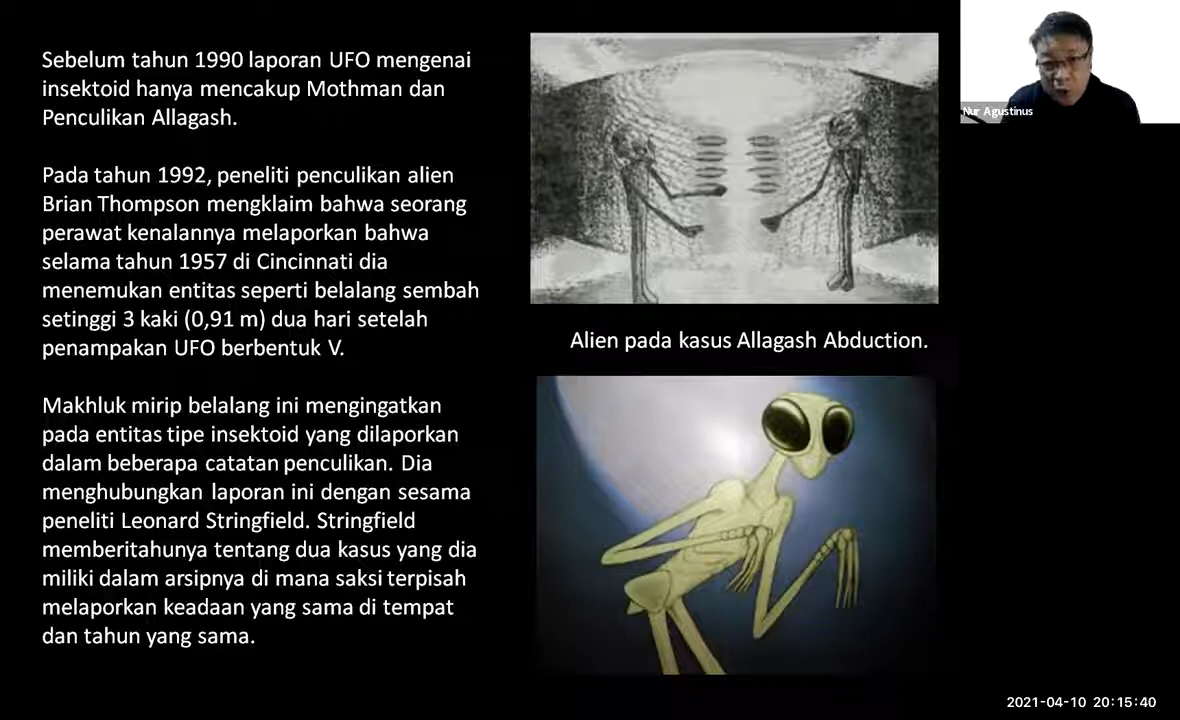 Sebelum tahun 1990 laporan UFO mengenai
insektoid hanya mencakup Mothman dan
Penculikan Allagash.
Pada tahun 1992, peneliti penculikan alien
Brian Thompson mengklaim bahwa seorang
perawat kenalannya melaporkan bahwa
selama tahun 1957 di Cincinnati dia
menemukan entitas seperti belalang sembah
setinggi 3 kaki (0,91 m) dua hari setelah
penampakan UFO berbentuk V.
Makhluk mirip belalang ini mengingatkan
pada entitas tipe insektoid yang dilaporkan
dalam beberapa catatan penculikan. Dia
menghubungkan laporan ini dengan sesama
peneliti Leonard Stringfield. Stringfield
memberitahunya tentang dua kasus yang dia
miliki dalam arsipnya di mana saksi terpisah
melaporkan keadaan yang sama di tempat
dan tahun yang sama.
Alien pada kasus Allagash Abduction.
Nur Agustinus
2021-04-10 20:15:40